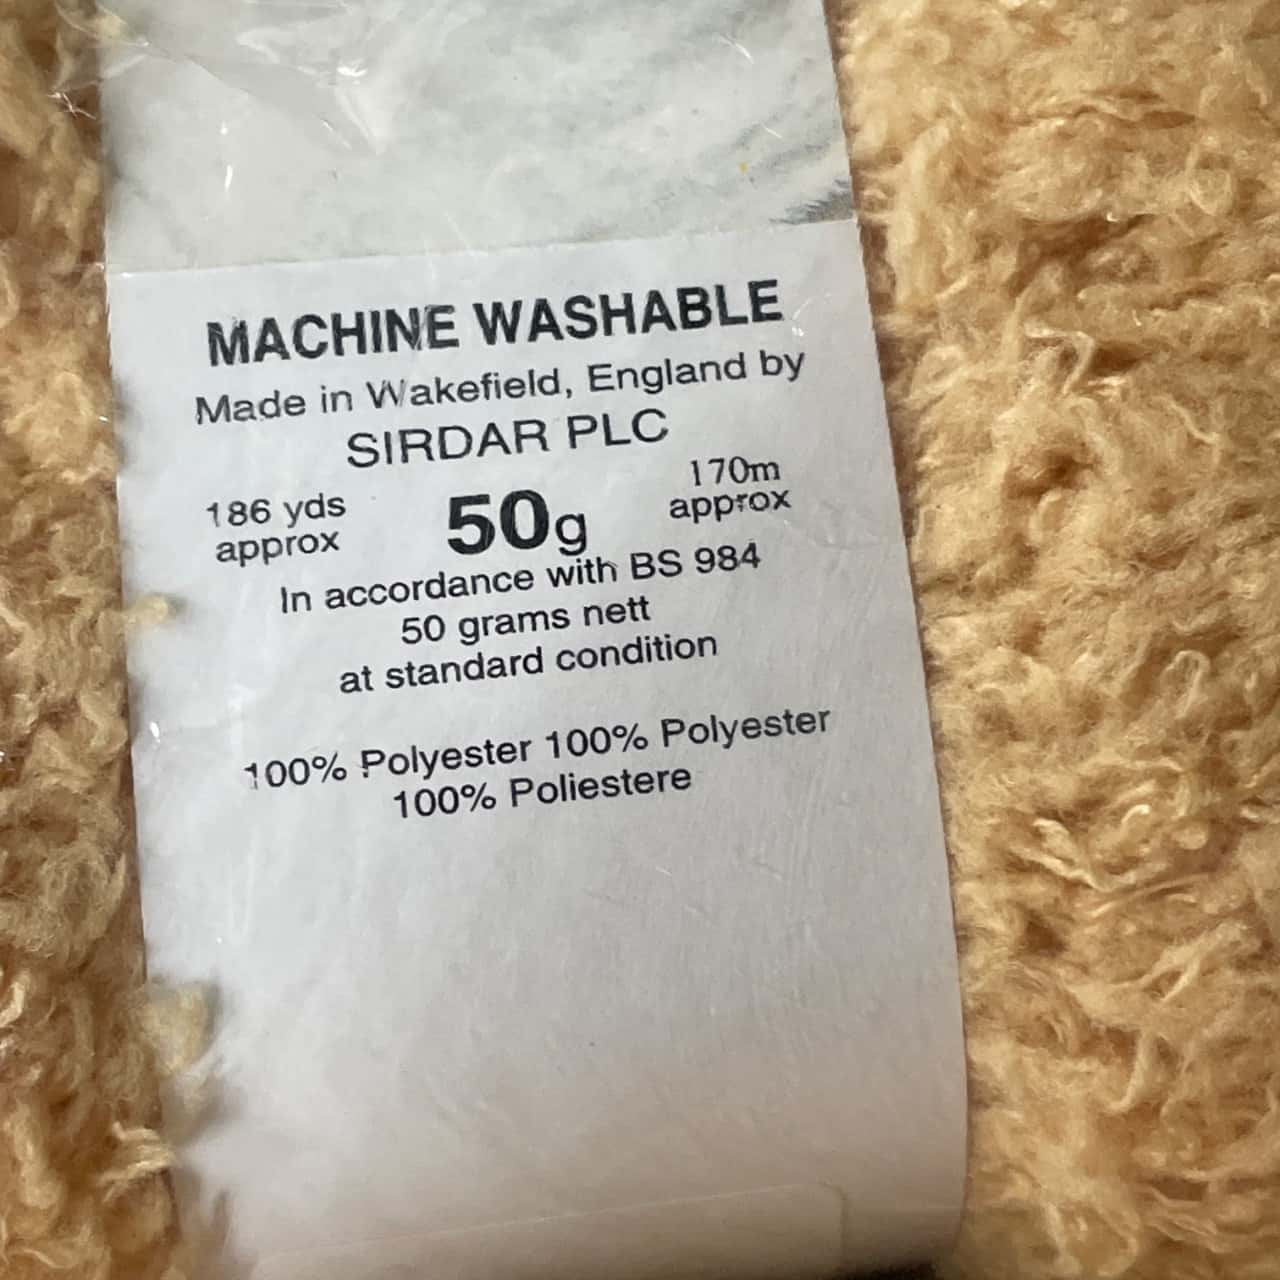 MACHINE WASHABLE
Made in Wakefield, England by
SIRDAR PLC
186 yds
approx
50g
170m
approx
In accordance with BS 984
50 grams nett
at standard condition
100% Polyester 100% Polyester
100% Poliestere